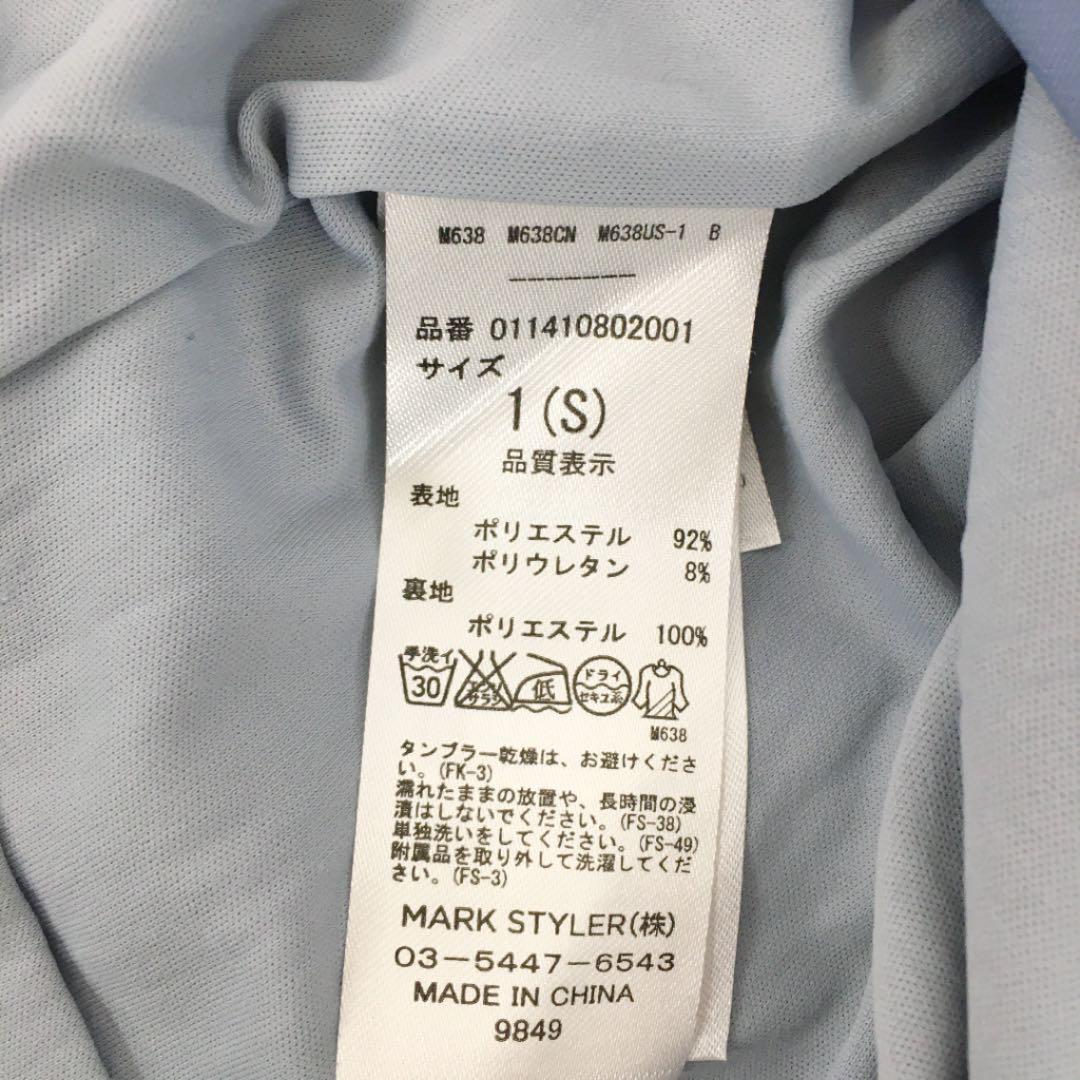 M638 M638CN M638US-1 B
-------
品番 011410802001
サイズ
1(S)
品質表示
表地
ポリエステル 92%
ポリウレタン 8%
裏地
ポリエステル 100%
手洗イ
30
エンソ
サラシ
低
ドライ
セキユ系
M638
タンブラー乾燥は、お避けくださ
い。(FK-3)
濡れたままの放置や、長時間の浸
漬はしないでください。(FS-38)
単独洗いをしてください。(FS-49)
附属品を取り外して洗濯してくだ
さい。(FS-3)
MARK STYLER(株)
03-5447-6543
MADE IN CHINA
9849